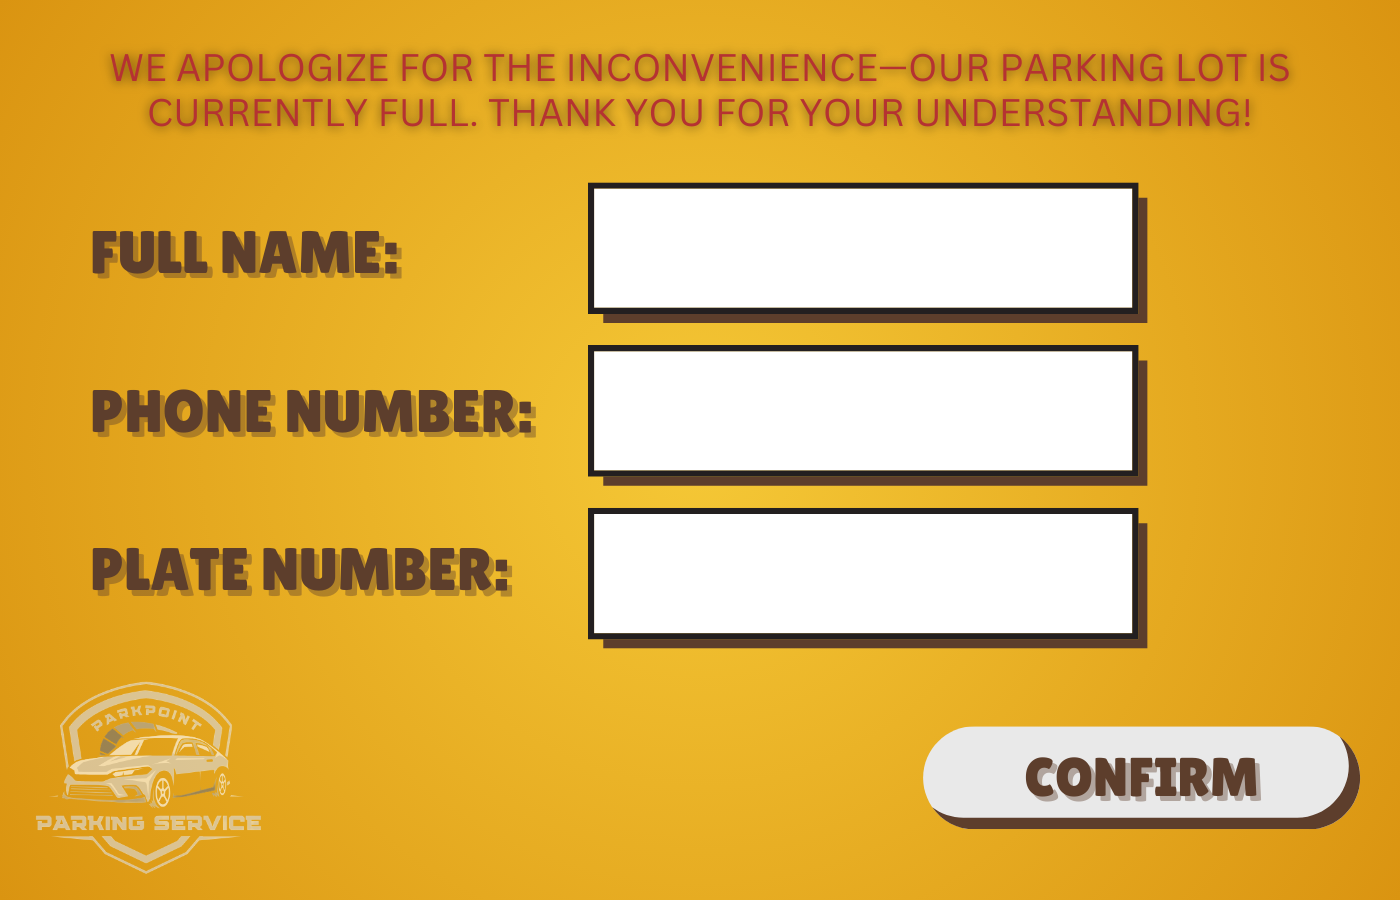 WE APOLOGIZE FOR THE INCONVENIENCE—OUR PARKING LOT IS
CURRENTLY FULL. THANK YOU FOR YOUR UNDERSTANDING!
FULL NAME:
PHONE NUMBER:
PLATE NUMBER:
PARKPOINT
PARKING SERVICE
CONFIRM